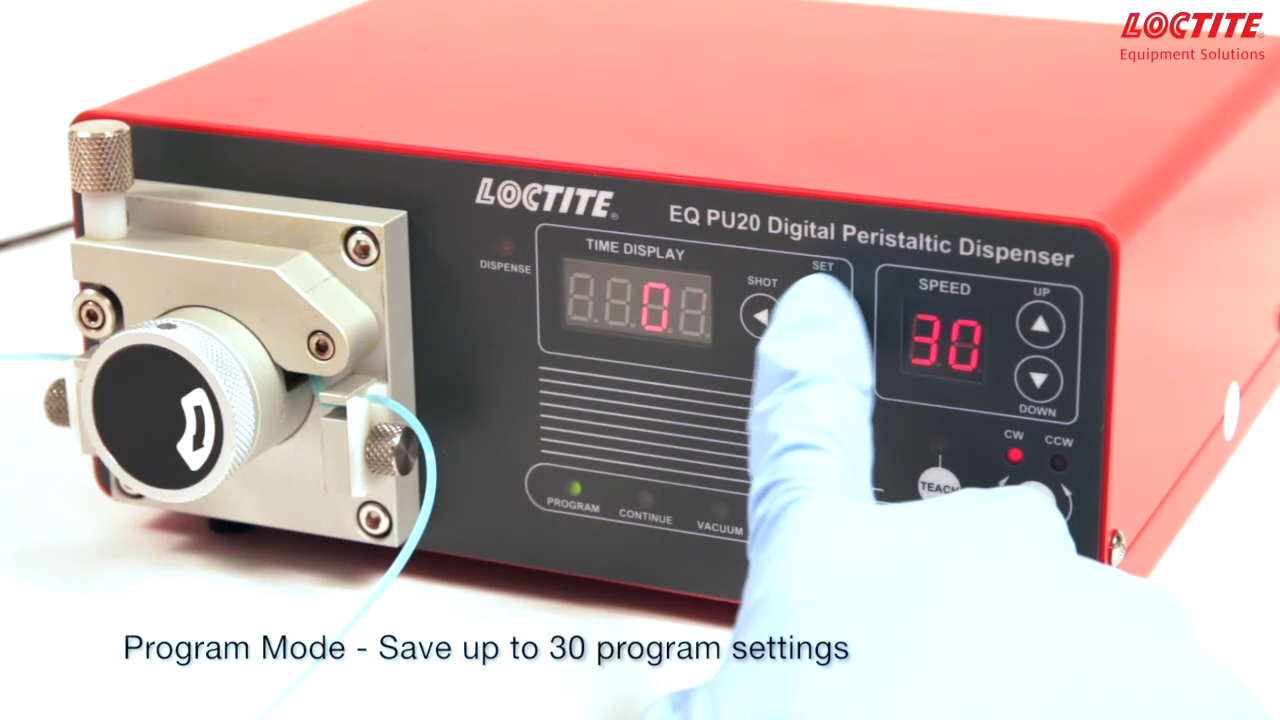 LOCTITE
Equipment Solutions
LOCTITE®
EQ PU20 Digital Peristaltic Dispenser
DISPENSE
TIME DISPLAY
0
SHOT
SET
SPEED
30
UP
DOWN
CW
CCW
TEACH
PROGRAM
CONTINUE
VACUUM
Program Mode - Save up to 30 program settings